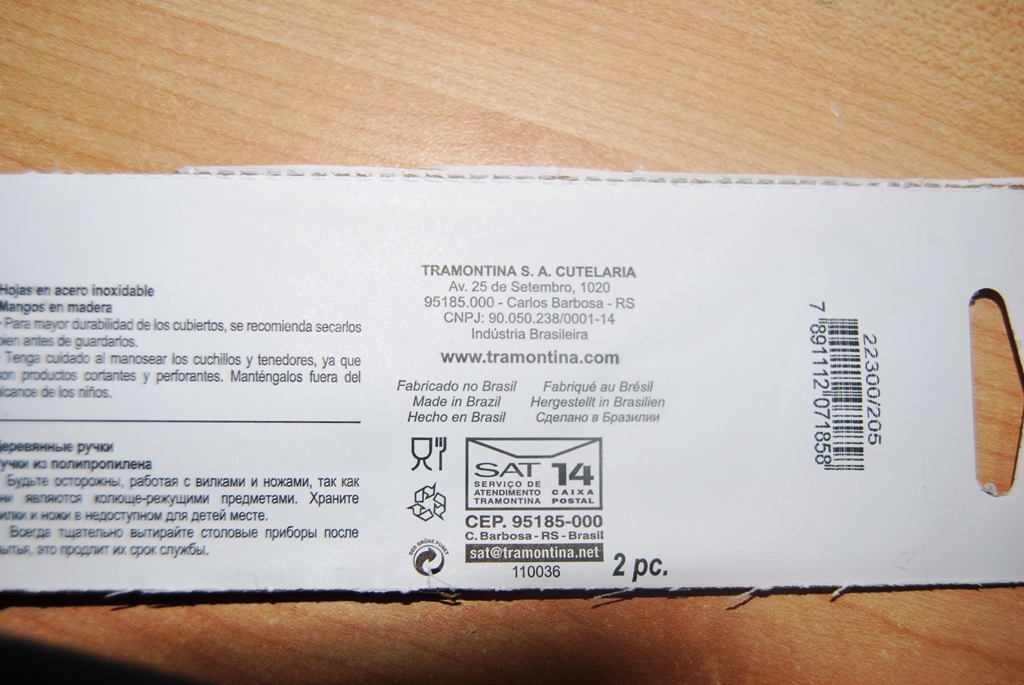 Hojas en acero inoxidable
Mangos en madera
Para mayor durabilidad de los cubiertos, se recomienda secarlos
bien antes de guardarlos.
Tenga cuidado al manosear los cuchillos y tenedores, ya que
son productos cortantes y perforantes. Manténgalos fuera del
alcance de los niños.
деревянные ручки
ручки из полипропилена
Будьте осторожны, работая с вилками и ножами, так как
они являются колюще-режущими предметами. Храните
вилки и ножи в недоступном для детей месте.
Всегда тщательно вытирайте столовые приборы после
мытья, это продлит их срок службы.
TRAMONTINA S. A. CUTELARIA
Av. 25 de Setembro, 1020
95185.000 - Carlos Barbosa - RS
CNPJ: 90.050.238/0001-14
Indústria Brasileira
www.tramontina.com
Fabricado no Brasil Fabriqué au Brésil
Made in Brazil Hergestellt in Brasilien
Hecho en Brasil Сделано в Бразилии
SAT 14
SERVIÇO DE
ATENDIMENTO CAIXA
TRAMONTINA POSTAL
CEP. 95185-000
C. Barbosa - RS - Brasil
sat@tramontina.net
110036
DER GRÜNE PUNKT
2 pc.
22300/205
7 891112 071858